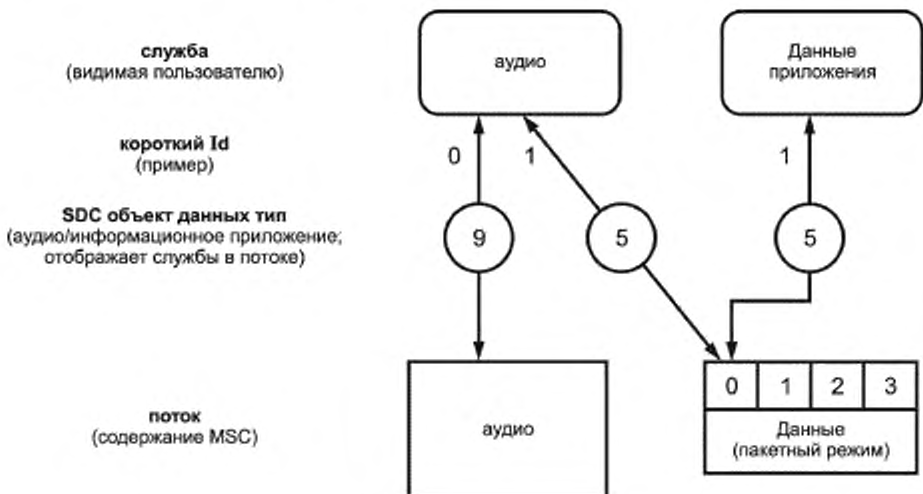 служба
(видимая пользователю)
аудио
Данные
приложения
короткий Id
(пример)
0
1
1
SDC объект данных тип
(аудио/информационное приложение;
отображает службы в потоке)
9
5
5
поток
(содержание MSC)
аудио
0 1 2 3
Данные
(пакетный режим)